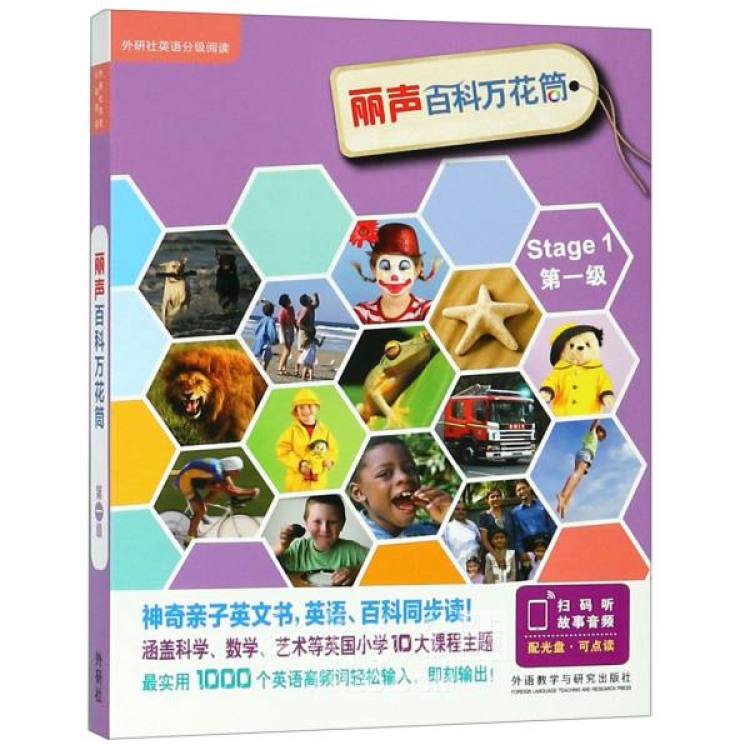 外研社英语分级阅读
丽声百科万花筒
Stage 1
第一级
丽声百科万花筒
第一级
外研社
神奇亲子英文书,英语、百科同步读!
涵盖科学、数学、艺术等英国小学10大课程主题
最实用1000个英语高频词轻松输入,即刻输出!
扫码听
故事音频
配光盘·可点读
外语教学与研究出版社
FOREIGN LANGUAGE TEACHING AND RESEARCH PRESS